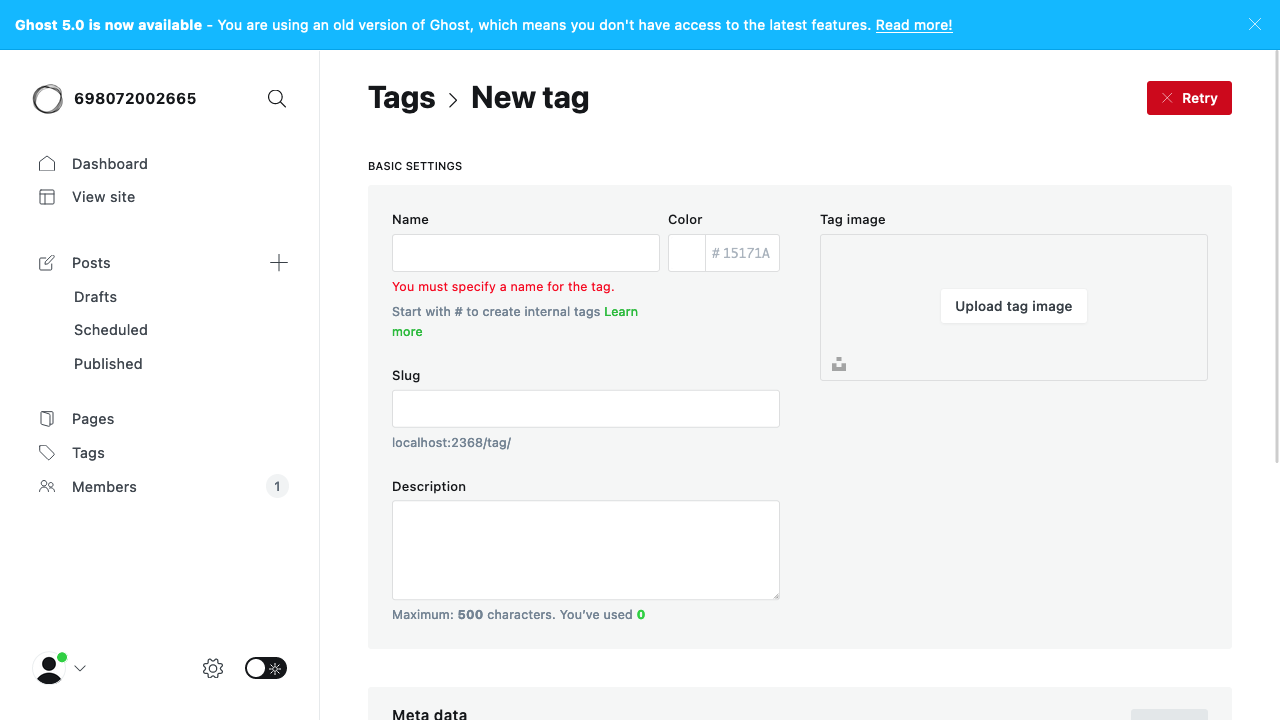 Ghost 5.0 is now available - You are using an old version of Ghost, which means you don't have access to the latest features. Read more!
698072002665
Dashboard
View site
Posts
Drafts
Scheduled
Published
Pages
Tags
Members
1
Tags
New tag
Retry
BASIC SETTINGS
Name
You must specify a name for the tag.
Start with # to create internal tags Learn
more
Color
# 15171A
Slug
localhost:2368/tag/
Description
Maximum: 500 characters. You've used 0
Tag image
Upload tag image
Meta data